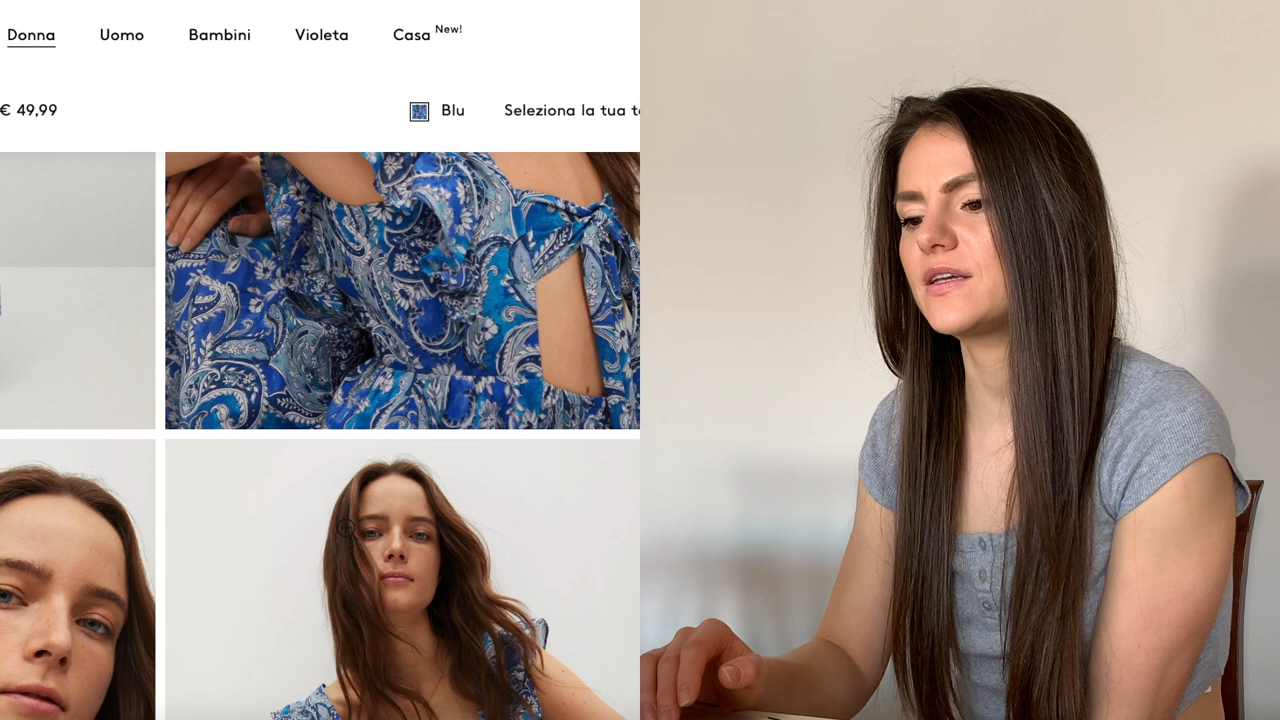 Donna Uomo Bambini Violeta Casa New!
€ 49,99 Blu Seleziona la tua